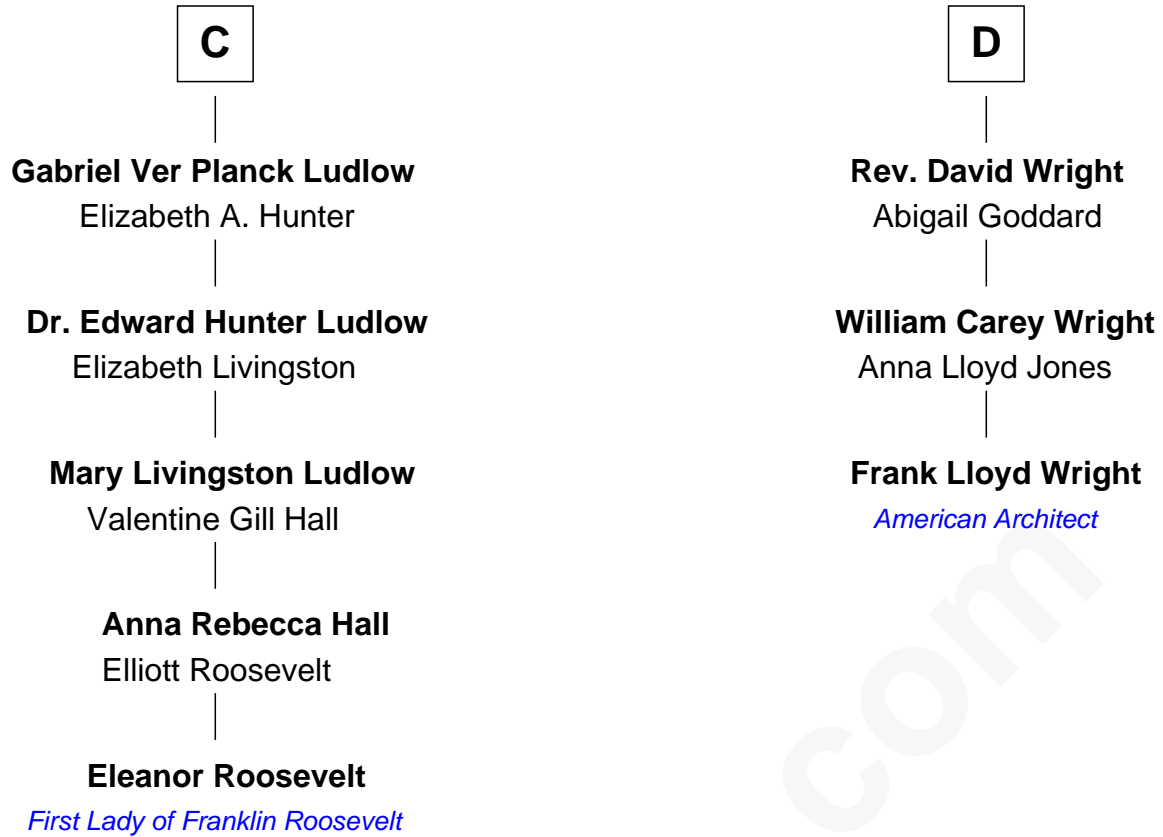 C
Gabriel Ver Planck Ludlow
Elizabeth A. Hunter
Dr. Edward Hunter Ludlow
Elizabeth Livingston
Mary Livingston Ludlow
Valentine Gill Hall
Anna Rebecca Hall
Elliott Roosevelt
Eleanor Roosevelt
First Lady of Franklin Roosevelt
D
Rev. David Wright
Abigail Goddard
William Carey Wright
Anna Lloyd Jones
Frank Lloyd Wright
American Architect
com